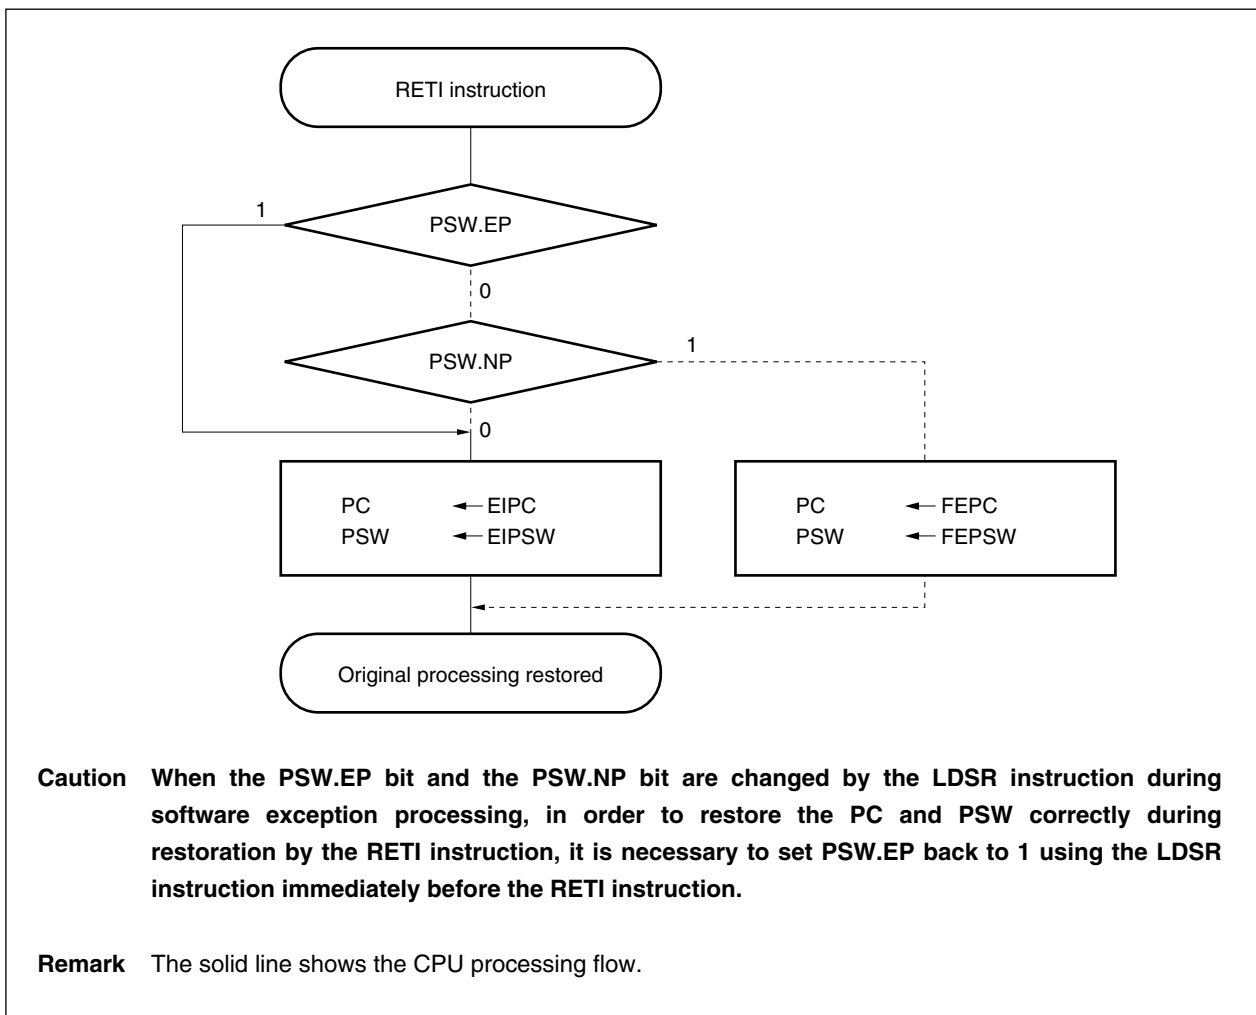 RETI instruction
1
PSW.EP
0
PSW.NP
1
0
PC ← EIPC
PSW ← EIPSW
PC ← FEPC
PSW ← FEPSW
Original processing restored
Caution When the PSW.EP bit and the PSW.NP bit are changed by the LDSR instruction during
software exception processing, in order to restore the PC and PSW correctly during
restoration by the RETI instruction, it is necessary to set PSW.EP back to 1 using the LDSR
instruction immediately before the RETI instruction.
Remark The solid line shows the CPU processing flow.